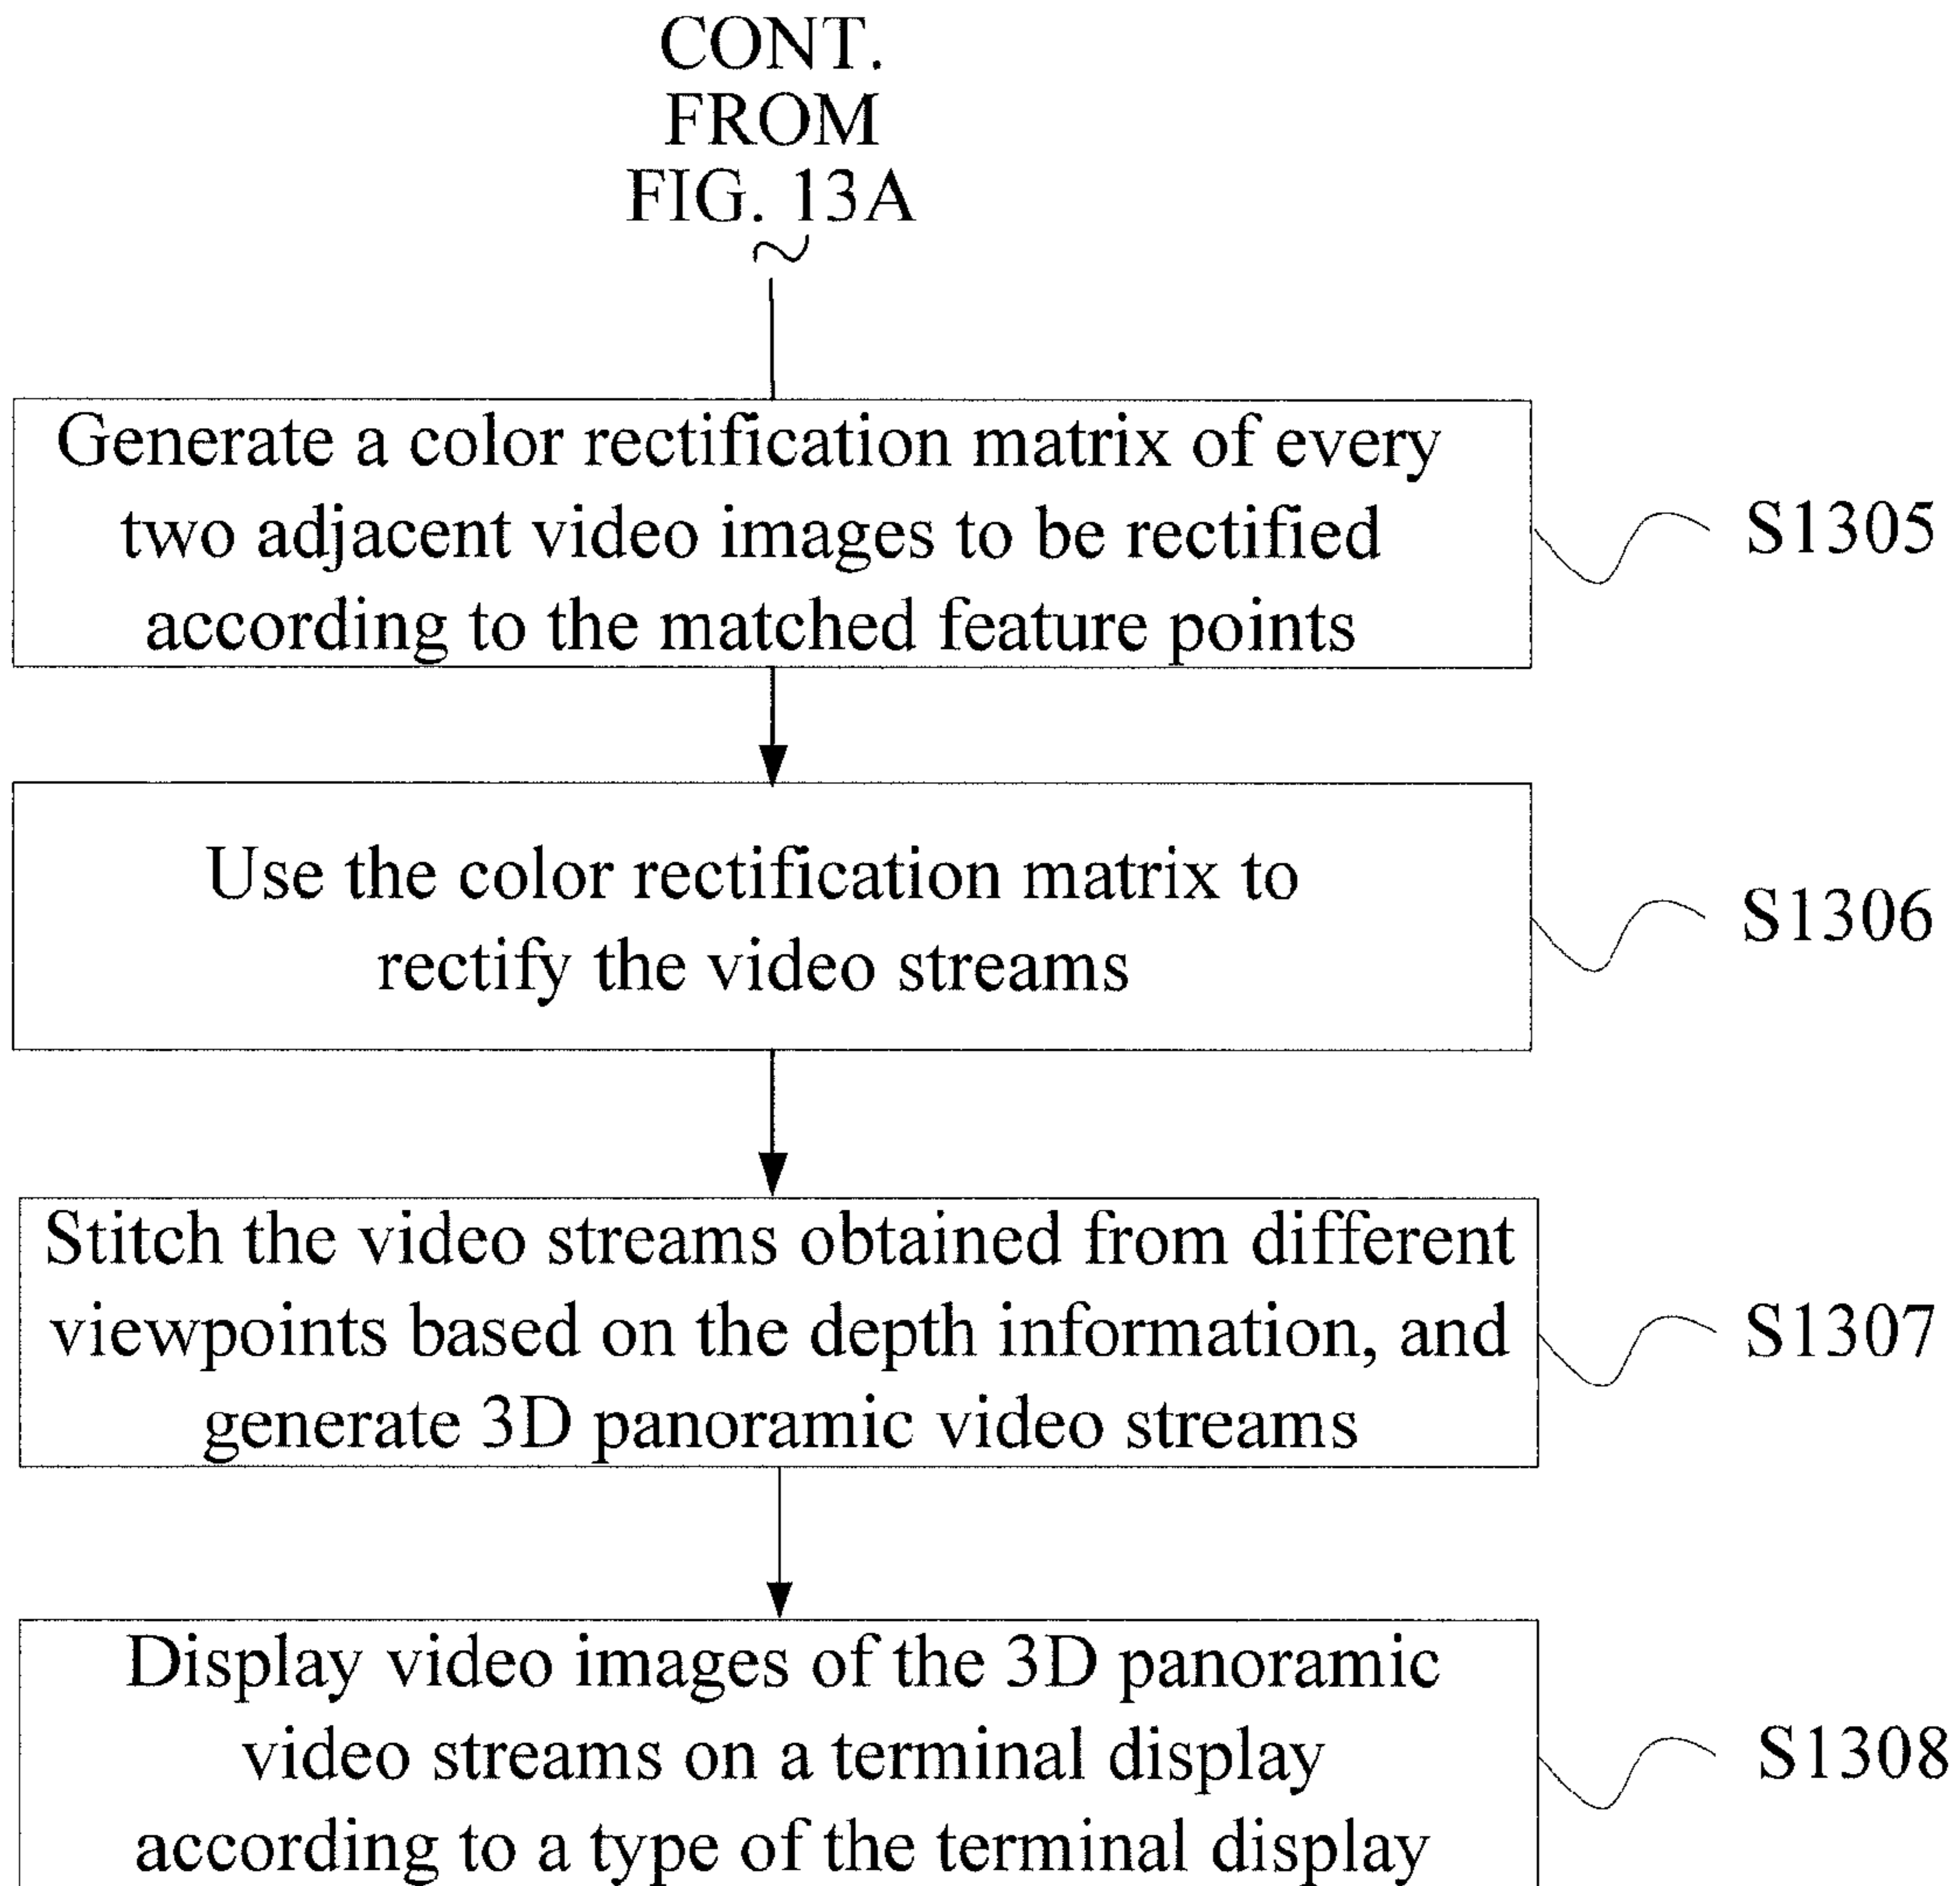 CONT.
FROM
FIG. 13A
Generate a color rectification matrix of every
two adjacent video images to be rectified
according to the matched feature points
S1305
Use the color rectification matrix to
rectify the video streams
S1306
Stitch the video streams obtained from different
viewpoints based on the depth information, and
generate 3D panoramic video streams
S1307
Display video images of the 3D panoramic
video streams on a terminal display
according to a type of the terminal display
S1308